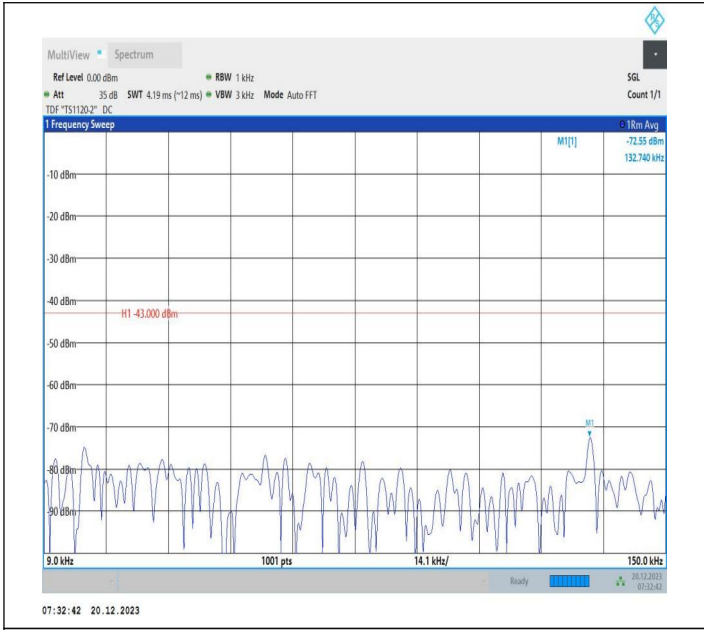 R S
MultiView Spectrum
Ref Level 0.00 dBm RBW 1 kHz SGL
Att 35 dB SWT 4.19 ms (~12 ms) VBW 3 kHz Mode Auto FFT Count 1/1
TDF "TS1120-2" DC
1 Frequency Sweep 1Rm Avg
M1[1] -72.55 dBm
132.740 kHz
-10 dBm
-20 dBm
-30 dBm
-40 dBm
H1 -43.000 dBm
-50 dBm
-60 dBm
-70 dBm
M1
-80 dBm
-90 dBm
9.0 kHz 1001 pts 14.1 kHz/ 150.0 kHz
Ready 20.12.2023
07:32:42
07:32:42 20.12.2023